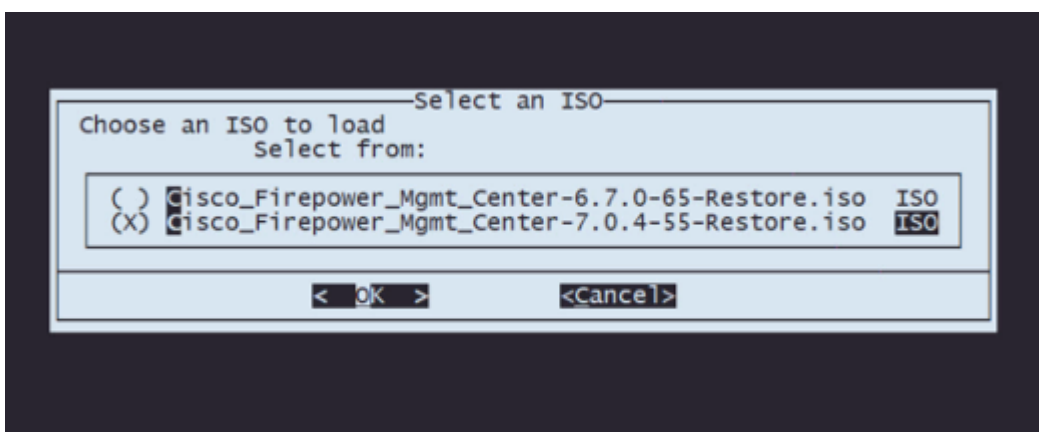 Select an ISO
Choose an ISO to load
Select from:
( ) Cisco_Firepower_Mgmt_Center-6.7.0-65-Restore.iso ISO
(X) Cisco_Firepower_Mgmt_Center-7.0.4-55-Restore.iso ISO
< OK > <Cancel>